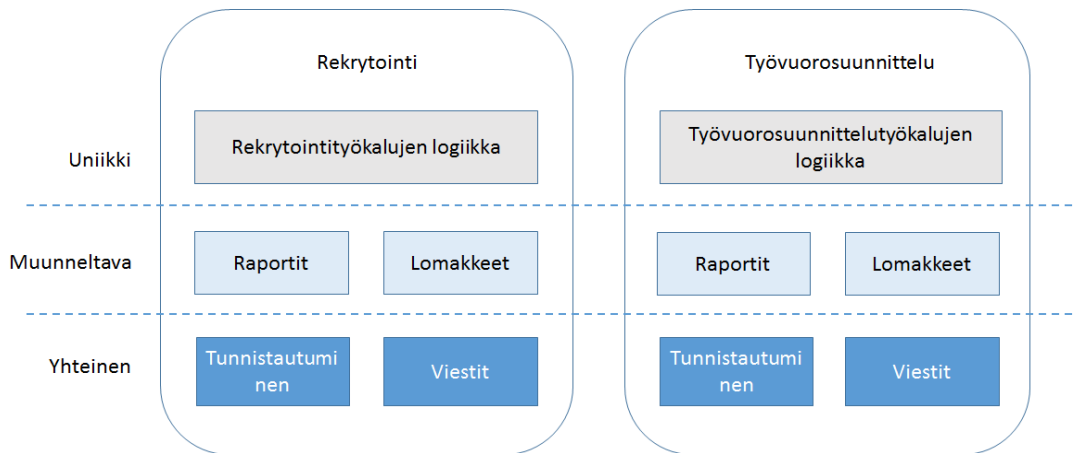 Rekrytointi
Työvuorosuunnittelu
Uniikki
Rekrytointityökalujen logiikka
Työvuorosuunnittelutyökalujen
logiikka
Muunneltava
Raportit
Lomakkeet
Raportit
Lomakkeet
Yhteinen
Tunnistautumi
nen
Viestit
Tunnistautumi
nen
Viestit